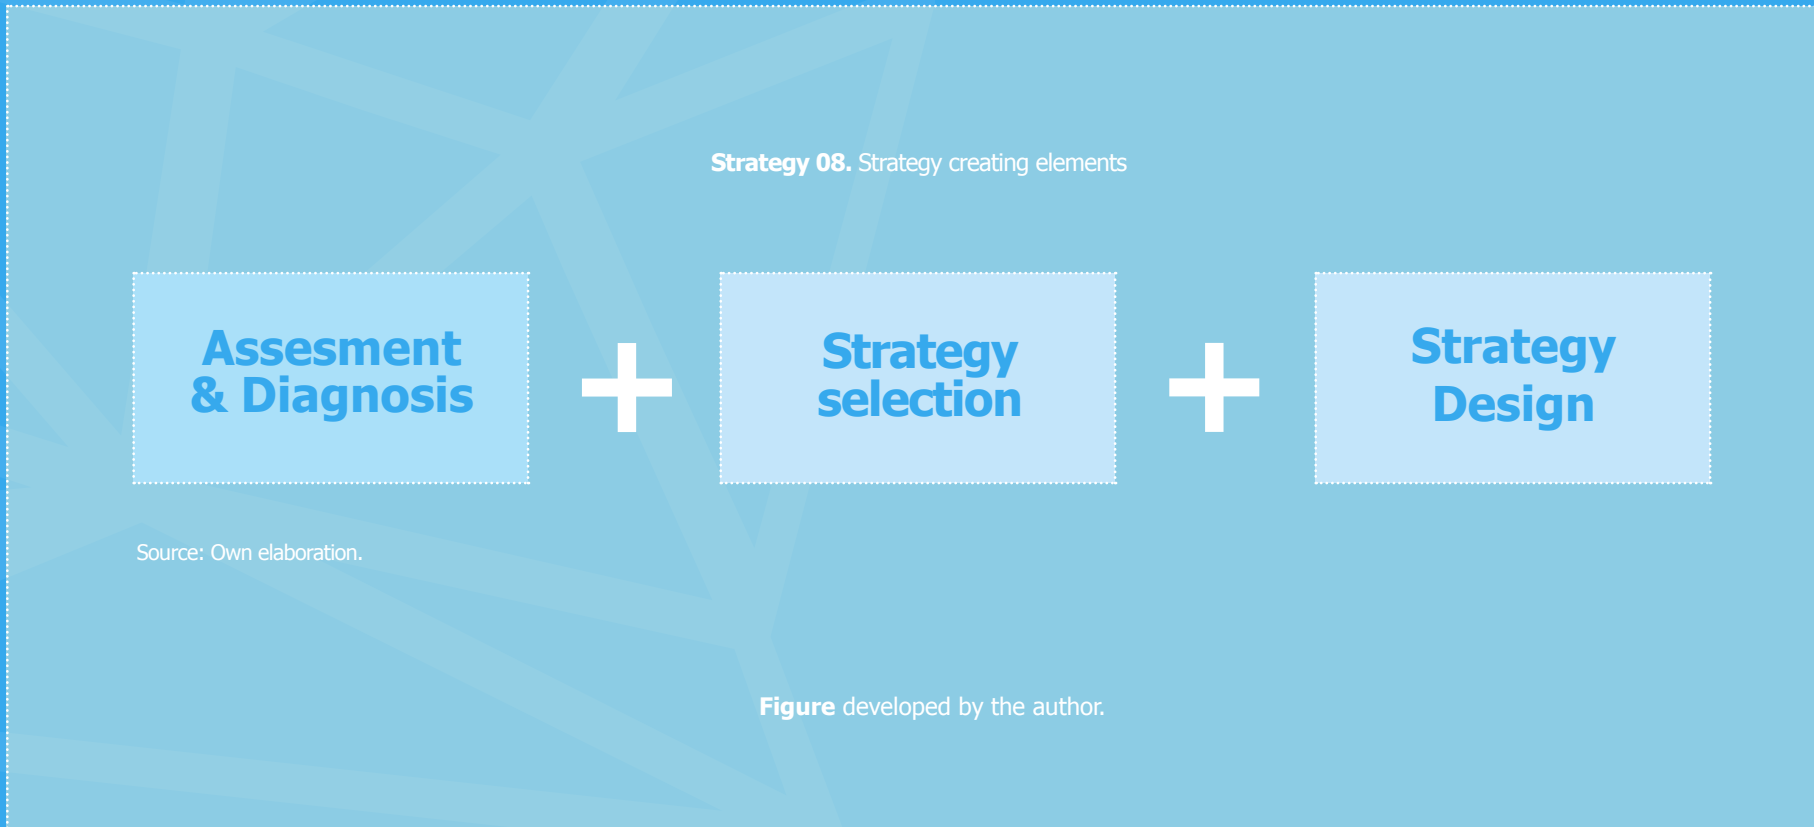 Strategy 08. Strategy creating elements
Assesment
& Diagnosis
+
Strategy
selection
+
Strategy
Design
Source: Own elaboration.
Figure developed by the author.